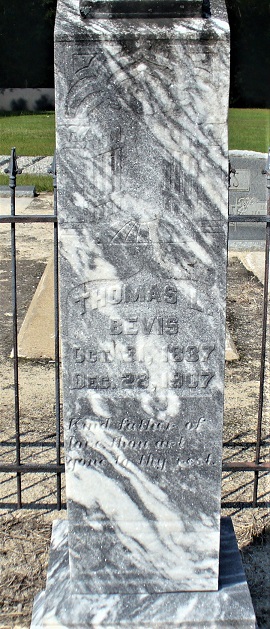 THOMAS L.
BEVIS
OCT. 31, 1837
DEC. 22, 1907
Kind father of
love thou art
gone to thy rest.